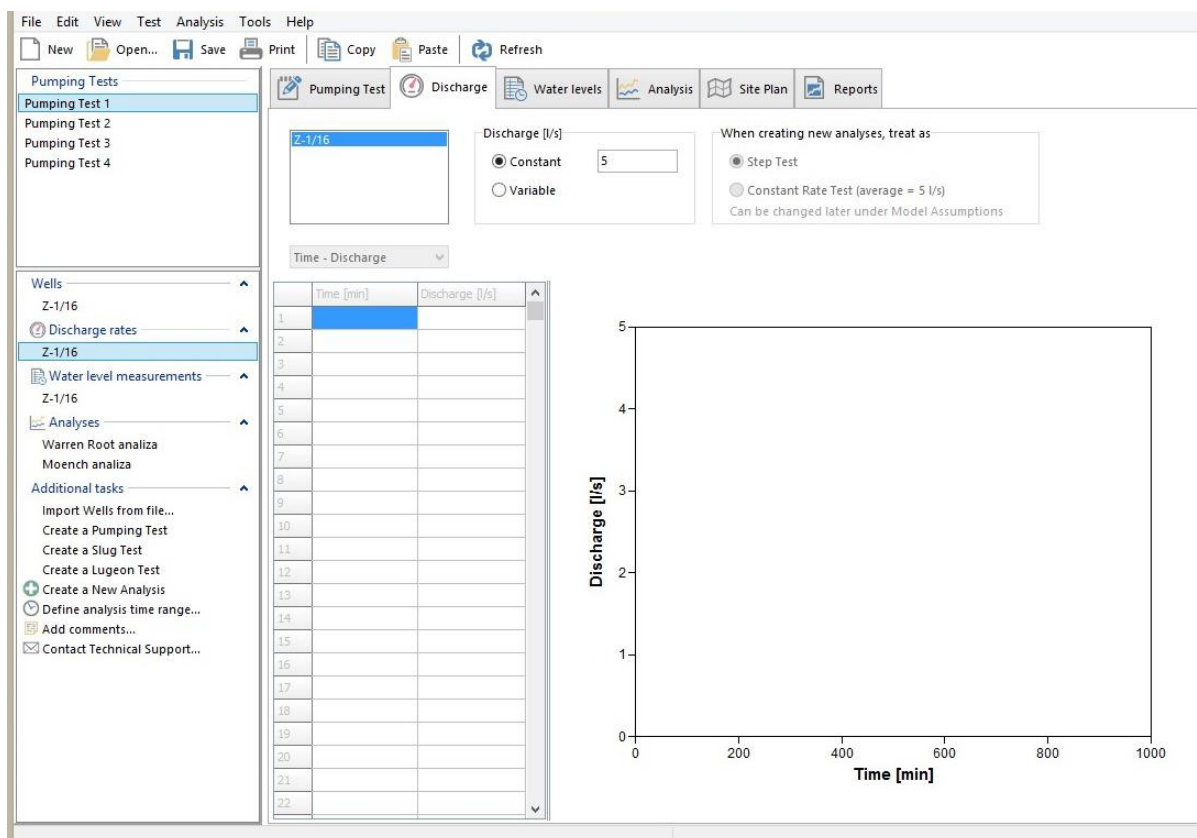 File Edit View Test Analysis Tools Help
New Open... Save Print Copy Paste Refresh
Pumping Tests
Pumping Test 1
Pumping Test 2
Pumping Test 3
Pumping Test 4
Wells
Z-1/16
Discharge rates
Z-1/16
Water level measurements
Z-1/16
Analyses
Warren Root analiza
Moench analiza
Additional tasks
Import Wells from file...
Create a Pumping Test
Create a Slug Test
Create a Lugeon Test
Create a New Analysis
Define analysis time range...
Add comments...
Contact Technical Support...
Pumping Test Discharge Water levels Analysis Site Plan Reports
Z-1/16
Discharge [l/s]
Constant 5
Variable
When creating new analyses, treat as
Step Test
Constant Rate Test (average = 5 l/s)
Can be changed later under Model Assumptions
Time - Discharge
Time [min] Discharge [l/s]
1
2
3
4
5
6
7
8
9
10
11
12
13
14
15
16
17
18
19
20
21
22
5
4
3
2
1
0
Discharge [l/s]
0 200 400 600 800 1000
Time [min]